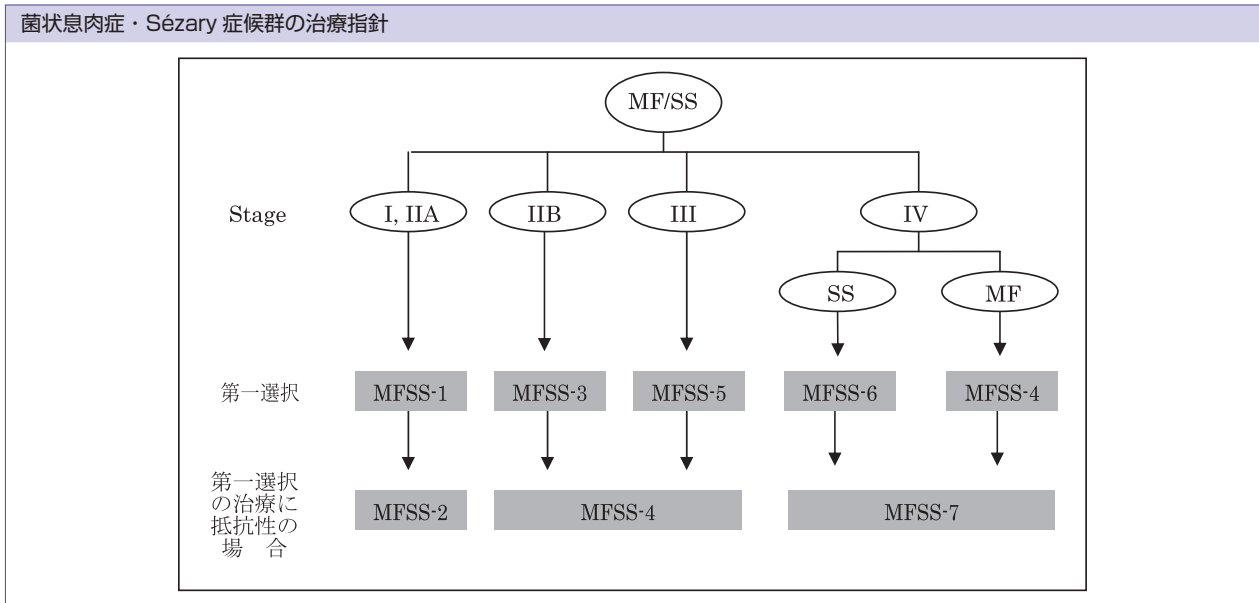 菌状息肉症・Sézary 症候群の治療指針
MF/SS
Stage
I, IIA
IIB
III
IV
SS
MF
第一選択
MFSS-1
MFSS-3
MFSS-5
MFSS-6
MFSS-4
第一選択
の治療に
抵抗性の
場　合
MFSS-2
MFSS-4
MFSS-7